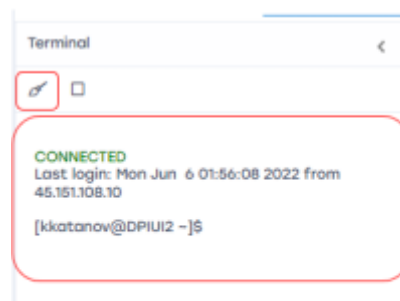 Terminal
CONNECTED
Last login: Mon Jun  6 01:56:08 2022 from
45.151.108.10
[kkatanov@DPIUI2 ~]$